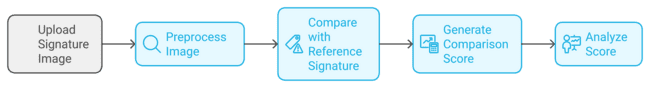 Upload
Signature
Image
Preprocess
Image
Compare
with
Reference
Signature
Generate
Comparison
Score
Analyze
Score